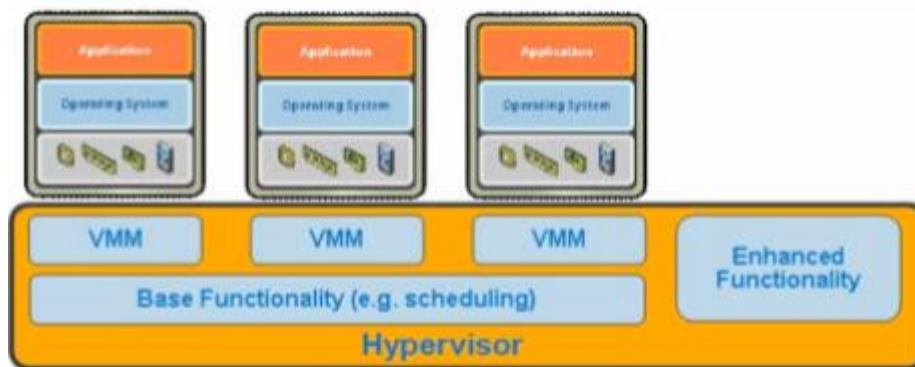 Application
Application
Application
Operating System
Operating System
Operating System
VMM
VMM
VMM
Enhanced
Functionality
Base Functionality (e.g. scheduling)
Hypervisor